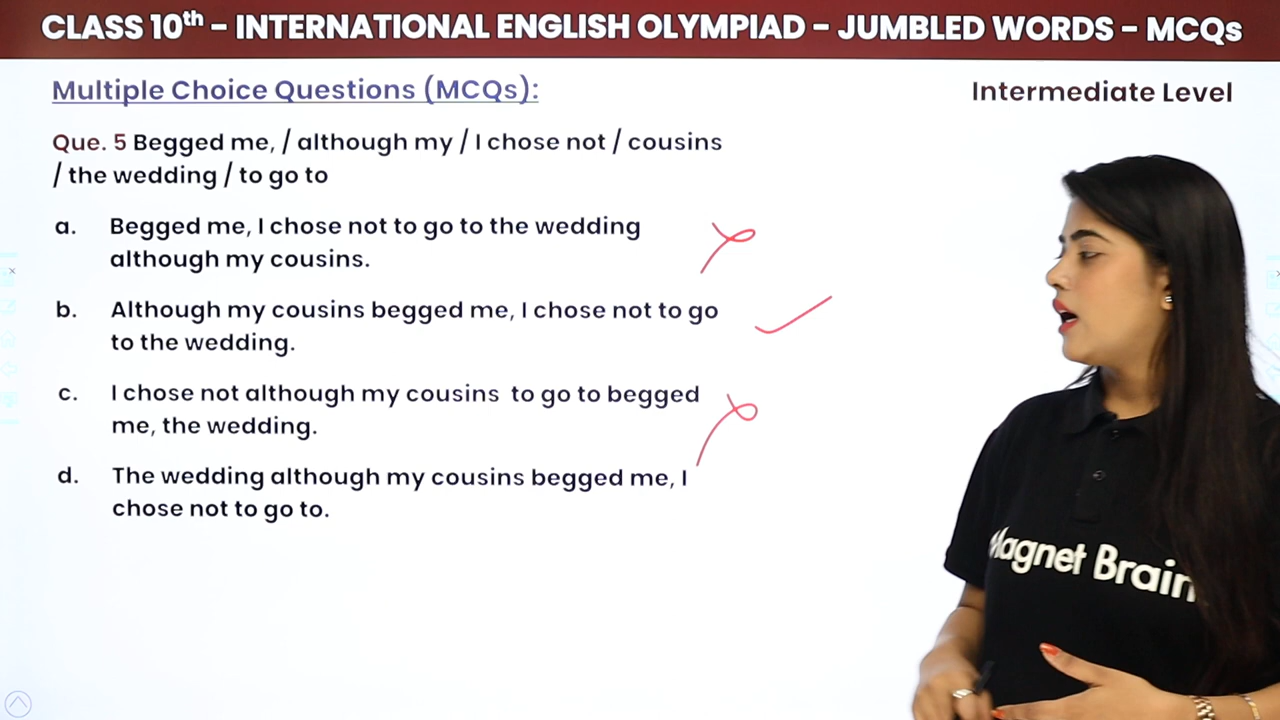 CLASS 10th - INTERNATIONAL ENGLISH OLYMPIAD - JUMBLED WORDS - MCQs
Multiple Choice Questions (MCQs):
Intermediate Level
Que. 5 Begged me, / although my / I chose not / cousins
/ the wedding / to go to
a. Begged me, I chose not to go to the wedding
although my cousins.
b. Although my cousins begged me, I chose not to go
to the wedding.
c. I chose not although my cousins to go to begged
me, the wedding.
d. The wedding although my cousins begged me, I
chose not to go to.
Magnet Brain